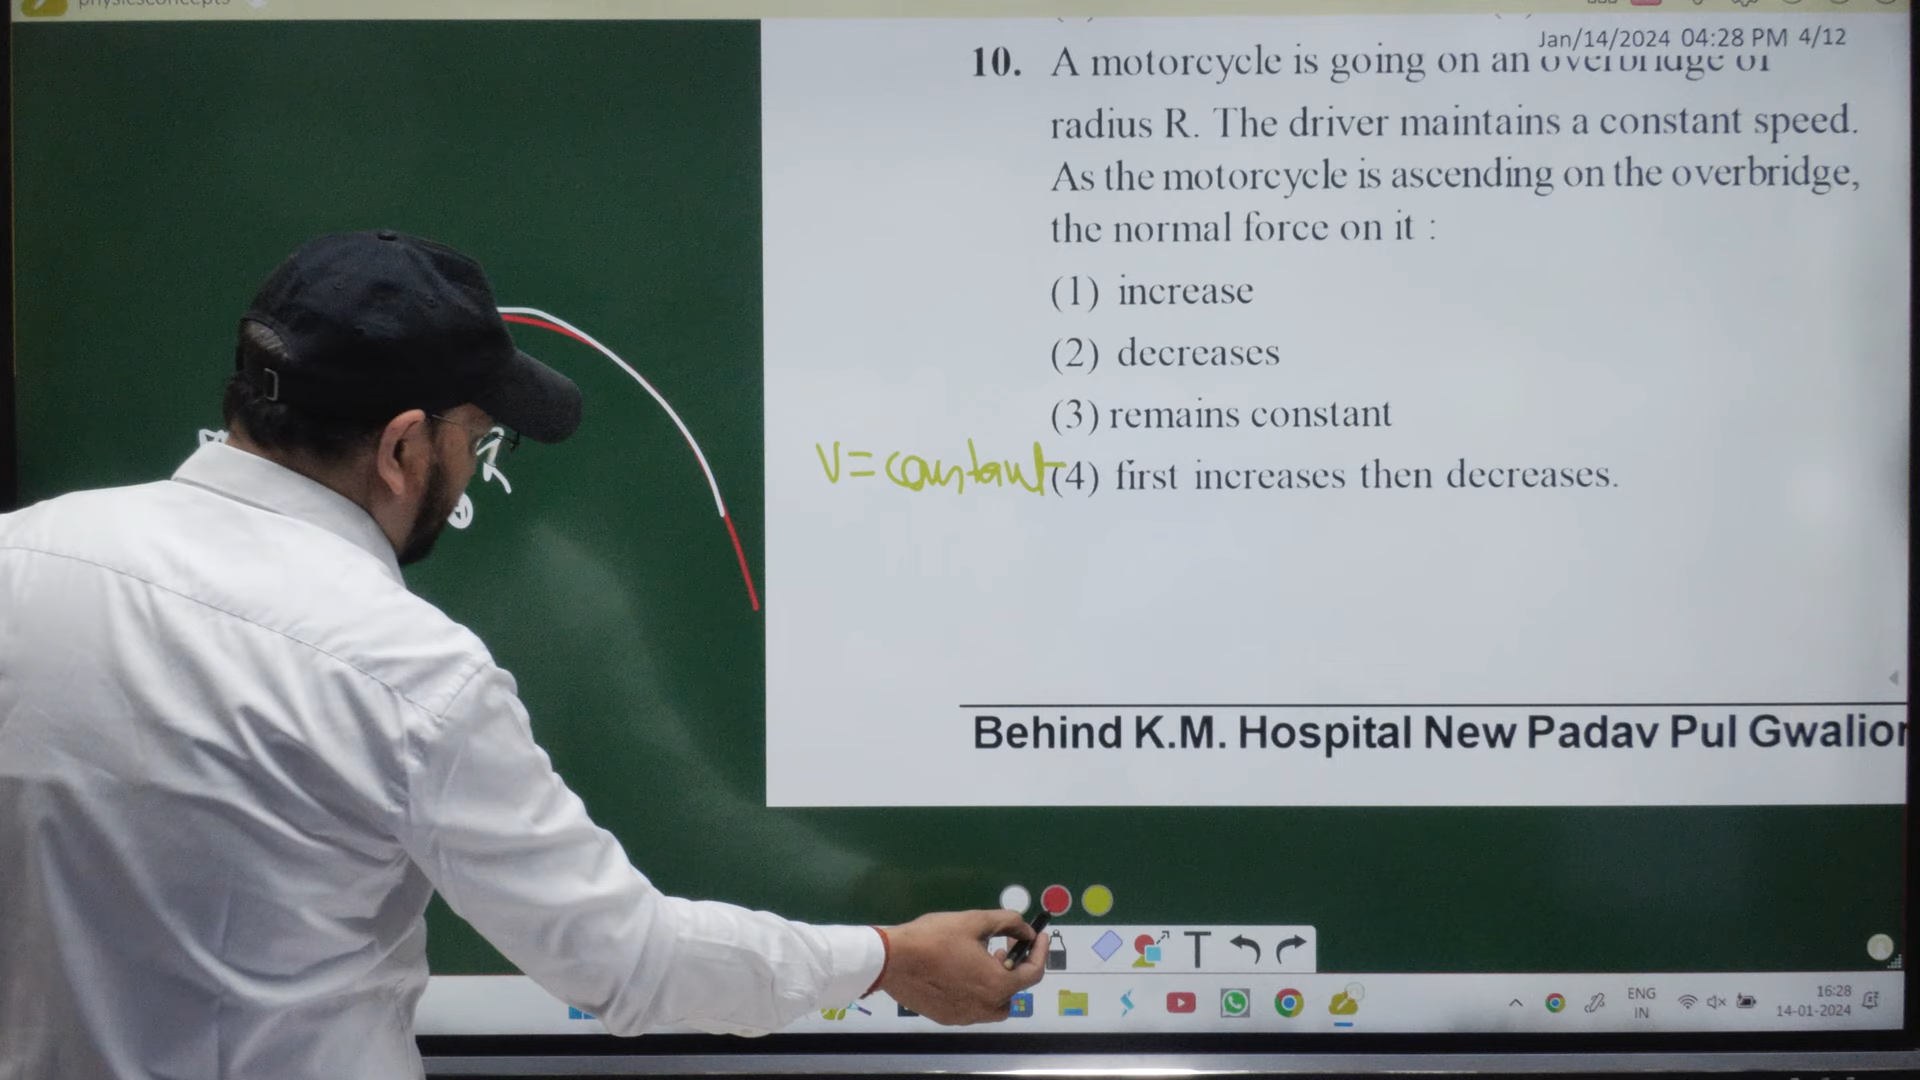 physicsconcepts
Jan/14/2024 04:28 PM 4/12
10. A motorcycle is going on an overbridge of
radius R. The driver maintains a constant speed.
As the motorcycle is ascending on the overbridge,
the normal force on it :
(1) increase
(2) decreases
(3) remains constant
V = constant
(4) first increases then decreases.
Behind K.M. Hospital New Padav Pul Gwalior
T
ENG
IN
16:28
14-01-2024